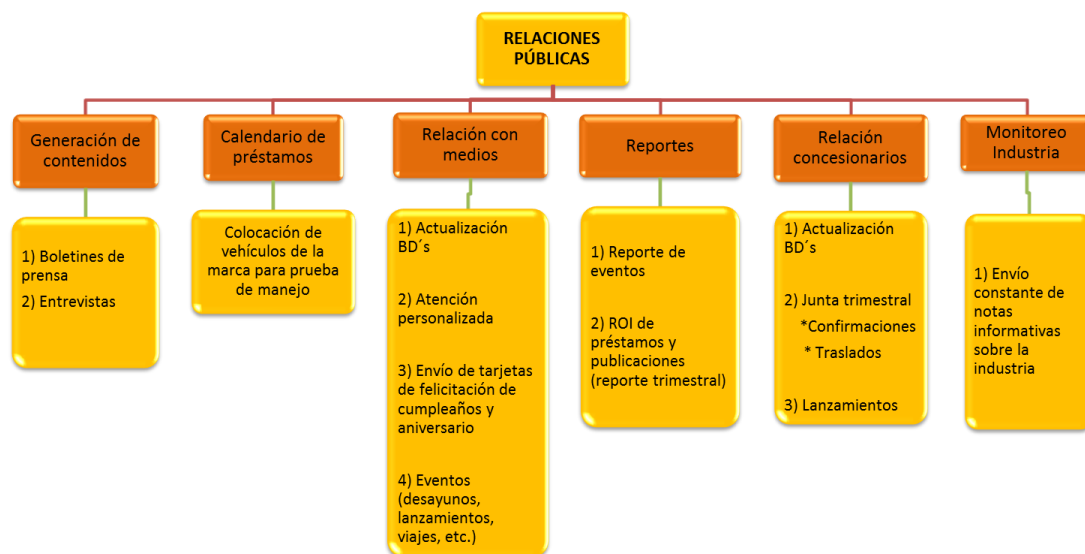 RELACIONES
PÚBLICAS
Generación de
contenidos
1) Boletines de
prensa
2) Entrevistas
Calendario de
préstamos
Colocación de
vehículos de la
marca para prueba
de manejo
Relación con
medios
1) Actualización
BD´s
2) Atención
personalizada
3) Envío de tarjetas
de felicitación de
cumpleaños y
aniversario
4) Eventos
(desayunos,
lanzamientos,
viajes, etc.)
Reportes
1) Reporte de
eventos
2) ROI de
préstamos y
publicaciones
(reporte trimestral)
Relación
concesionarios
1) Actualización
BD´s
2) Junta trimestral
*Confirmaciones
* Traslados
3) Lanzamientos
Monitoreo
Industria
1) Envío
constante de
notas
informativas
sobre la
industria